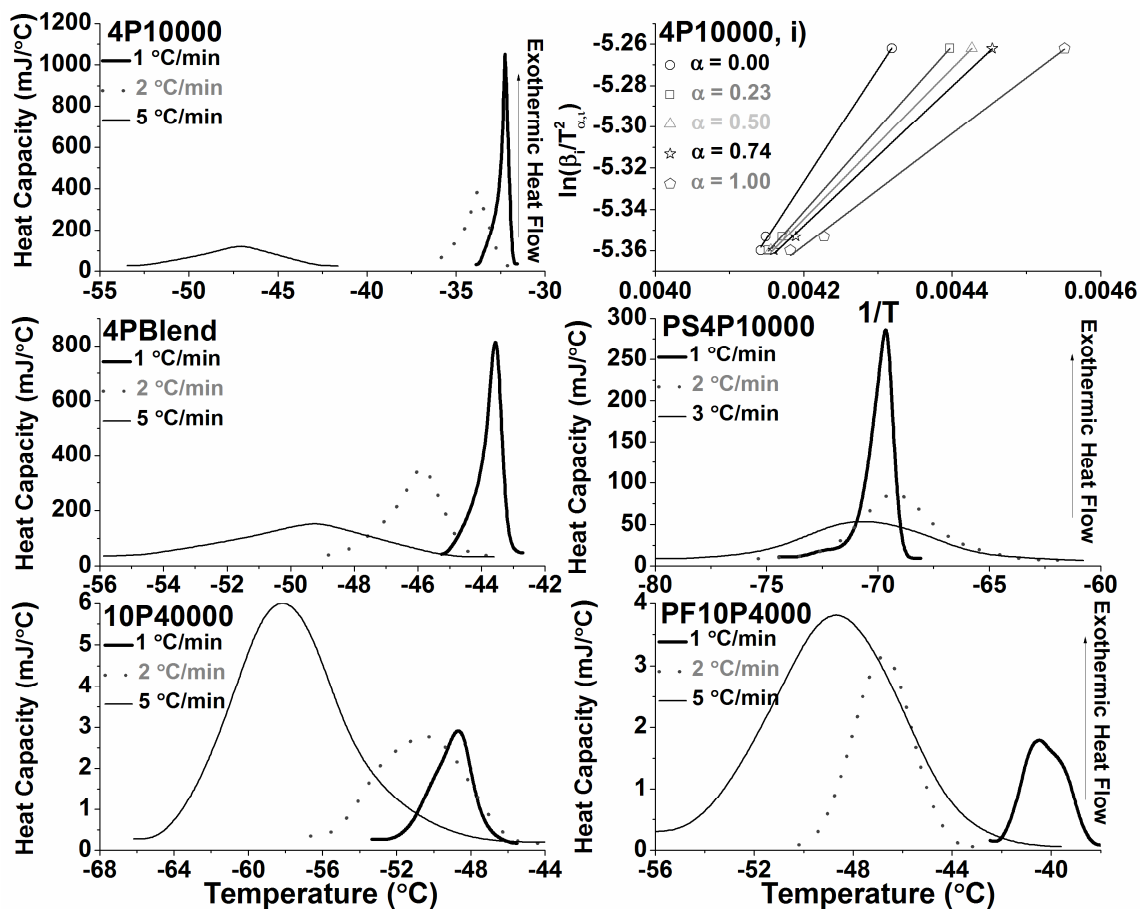 4P10000
1 °C/min
2 °C/min
5 °C/min
Heat Capacity (mJ/°C)
1200
1000
800
600
400
200
0
-55 -50 -45 -40 -35 -30
Exothermic Heat Flow
4P10000, i)
α = 0.00
α = 0.23
α = 0.50
α = 0.74
α = 1.00
ln(βi/T²α,ι)
-5.26
-5.28
-5.30
-5.32
-5.34
-5.36
0.0040 0.0042 0.0044 0.0046
1/T
4PBlend
1 °C/min
2 °C/min
5 °C/min
Heat Capacity (mJ/°C)
800
600
400
200
0
-56 -54 -52 -50 -48 -46 -44 -42
PS4P10000
1 °C/min
2 °C/min
3 °C/min
Heat Capacity (mJ/°C)
300
250
200
150
100
50
0
-80 -75 -70 -65 -60
Exothermic Heat Flow
10P40000
1 °C/min
2 °C/min
5 °C/min
Heat Capacity (mJ/°C)
6
5
4
3
2
1
0
-68 -64 -60 -56 -52 -48 -44
Temperature (°C)
PF10P4000
1 °C/min
2 °C/min
5 °C/min
Heat Capacity (mJ/°C)
4
3
2
1
0
-56 -52 -48 -44 -40
Temperature (°C)
Exothermic Heat Flow